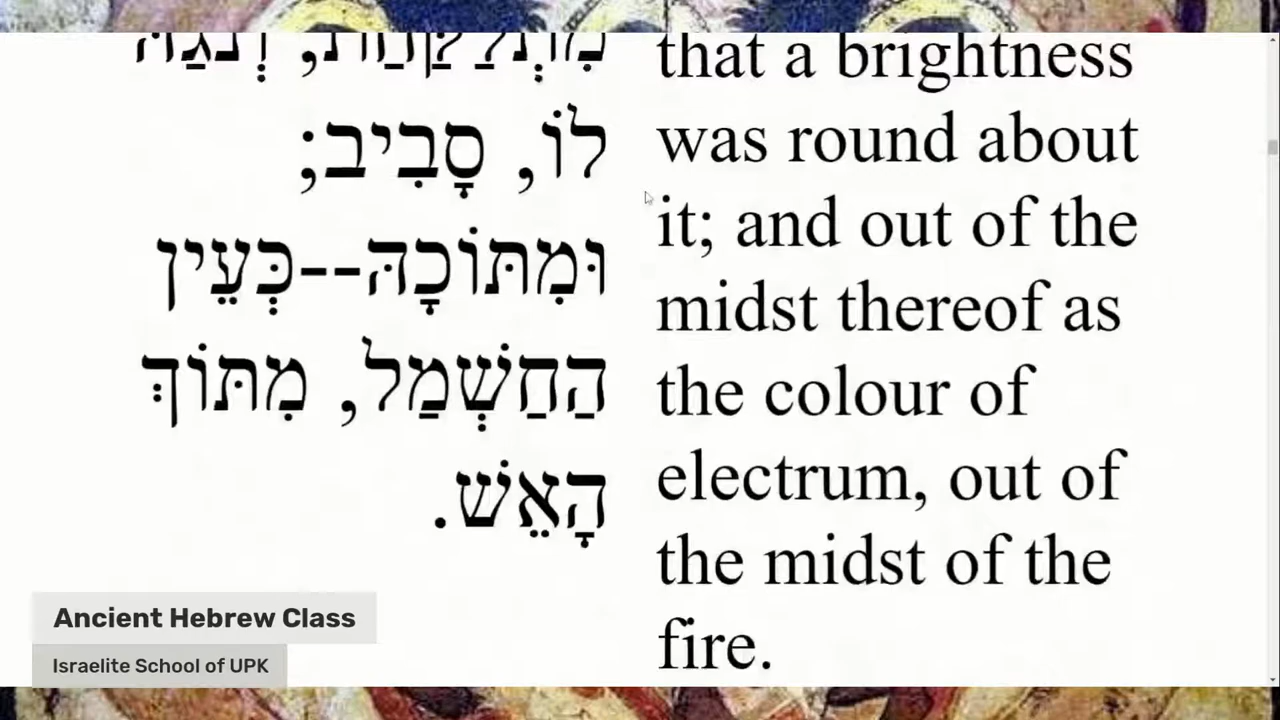 מִתְלַקַּחַת, וְנֹגַהּ
לוֹ, סָבִיב;
וּמִתּוֹכָהּ--כְּעֵין
הַחַשְׁמַל, מִתּוֹךְ
הָאֵשׁ.
that a brightness
was round about
it; and out of the
midst thereof as
the colour of
electrum, out of
the midst of the
fire.
Ancient Hebrew Class
Israelite School of UPK